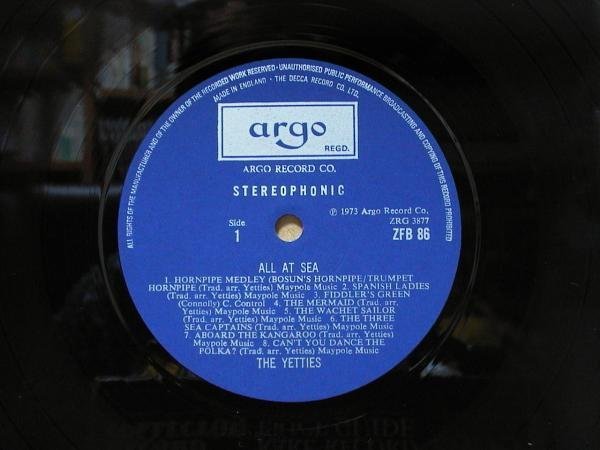 ALL RIGHTS OF THE MANUFACTURER AND OF THE OWNER OF THE RECORDED WORK RESERVED · UNAUTHORISED PUBLIC PERFORMANCE BROADCASTING AND COPYING OF THIS RECORD PROHIBITED
MADE IN ENGLAND · THE DECCA RECORD CO. LTD.
argo
REGD.
ARGO RECORD CO.
STEREOPHONIC
Side
1
℗ 1973 Argo Record Co.
ZRG 3877
ZFB 86
ALL AT SEA
1. HORNPIPE MEDLEY (BOSUN'S HORNPIPE/TRUMPET
HORNPIPE (Trad. arr. Yetties) Maypole Music 2. SPANISH LADIES
(Trad. arr. Yetties) Maypole Music 3. FIDDLER'S GREEN
(Connolly) C. Control 4. THE MERMAID (Trad. arr.
Yetties) Maypole Music 5. THE WACHET SAILOR
(Trad. arr. Yetties) Maypole Music 6. THE THREE
SEA CAPTAINS (Trad. arr. Yetties) Maypole Music
7. ABOARD THE KANGAROO (Trad. arr. Yetties)
Maypole Music 8. CAN'T YOU DANCE THE
POLKA? (Trad. arr. Yetties) Maypole Music
THE YETTIES